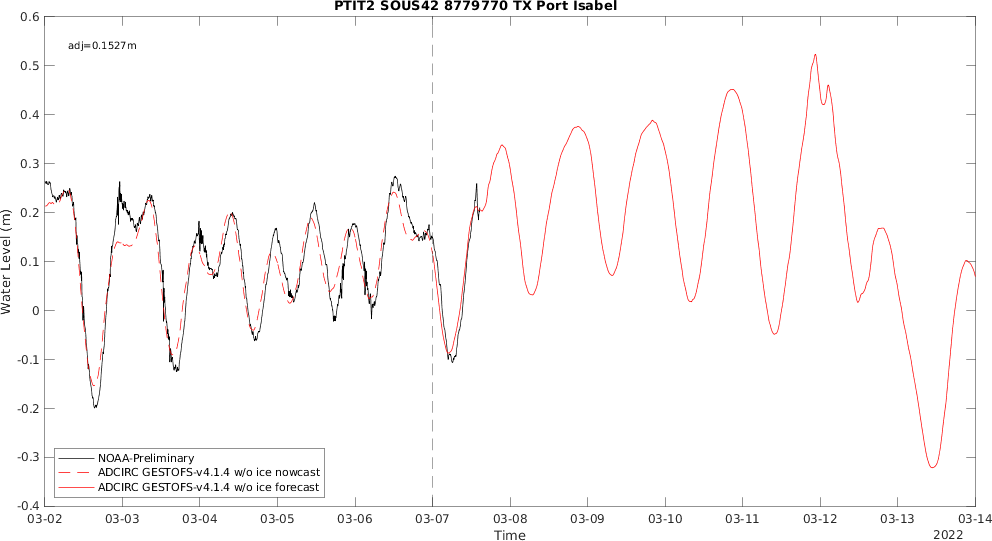 PTIT2 SOUS42 8779770 TX Port Isabel
adj=0.1527m
0.6
0.5
0.4
0.3
0.2
0.1
0
-0.1
-0.2
-0.3
-0.4
Water Level (m)
NOAA-Preliminary
ADCIRC GESTOFS-v4.1.4 w/o ice nowcast
ADCIRC GESTOFS-v4.1.4 w/o ice forecast
03-02 03-03 03-04 03-05 03-06 03-07 03-08 03-09 03-10 03-11 03-12 03-13 03-14
Time
2022